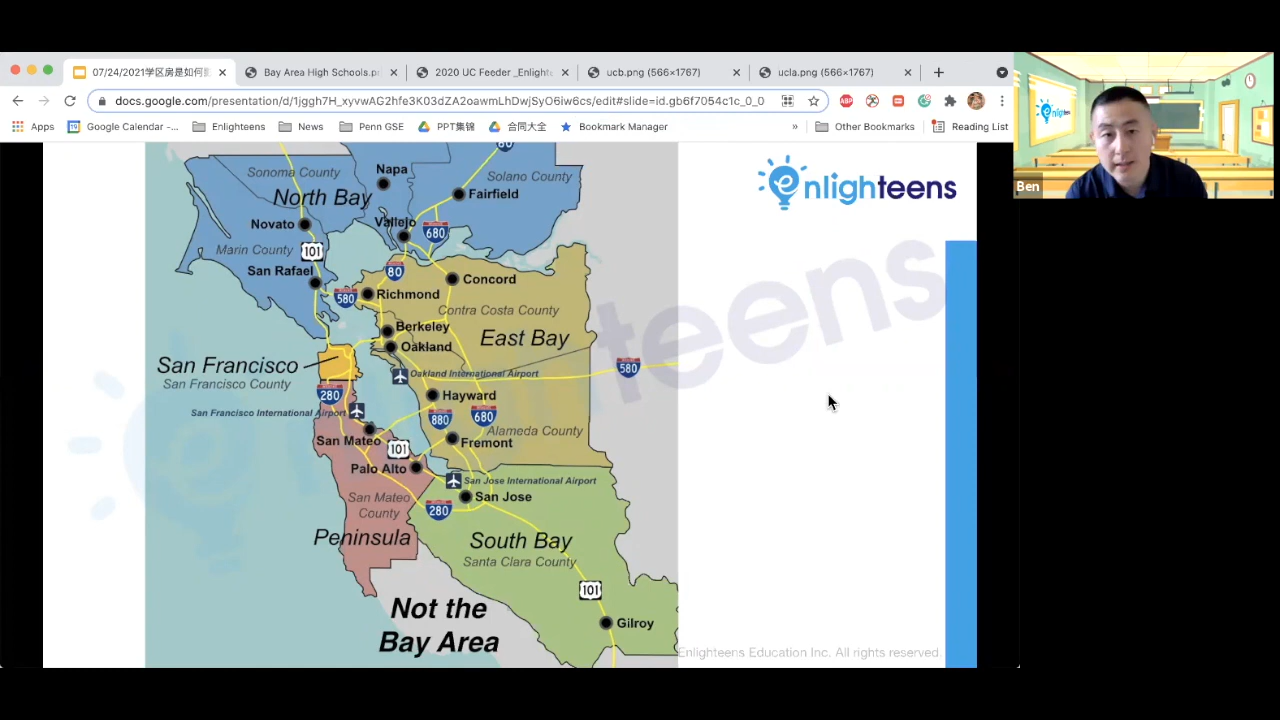 07/24/2021学区房是如何
Bay Area High Schools.p
2020 UC Feeder _Enlight
ucb.png (566×1767)
ucla.png (566×1767)
docs.google.com/presentation/d/1jggh7H_xyvwAG2hfe3K03dZA2oawmLhDwjSyO6iw6cs/edit#slide=id.gb6f7054c1c_0_0
ABP
Apps
Google Calendar -...
Enlighteens
News
Penn GSE
PPT集锦
合同大全
Bookmark Manager
»
Other Bookmarks
Reading List
enlighteens
Ben
enlighteens
Sonoma County
Napa
Solano County
North Bay
Fairfield
80
Novato
Vallejo
680
Marin County
101
San Rafael
80
Concord
580
Richmond
Contra Costa County
Berkeley
East Bay
Oakland
San Francisco
San Francisco County
Oakland International Airport
580
280
Hayward
San Francisco International Airport
880
680
Alameda County
San Mateo
101
Fremont
Palo Alto
San Jose International Airport
San Mateo
County
San Jose
280
Peninsula
South Bay
Santa Clara County
101
Not the
Bay Area
Gilroy
teens
Enlighteens Education Inc. All rights reserved.